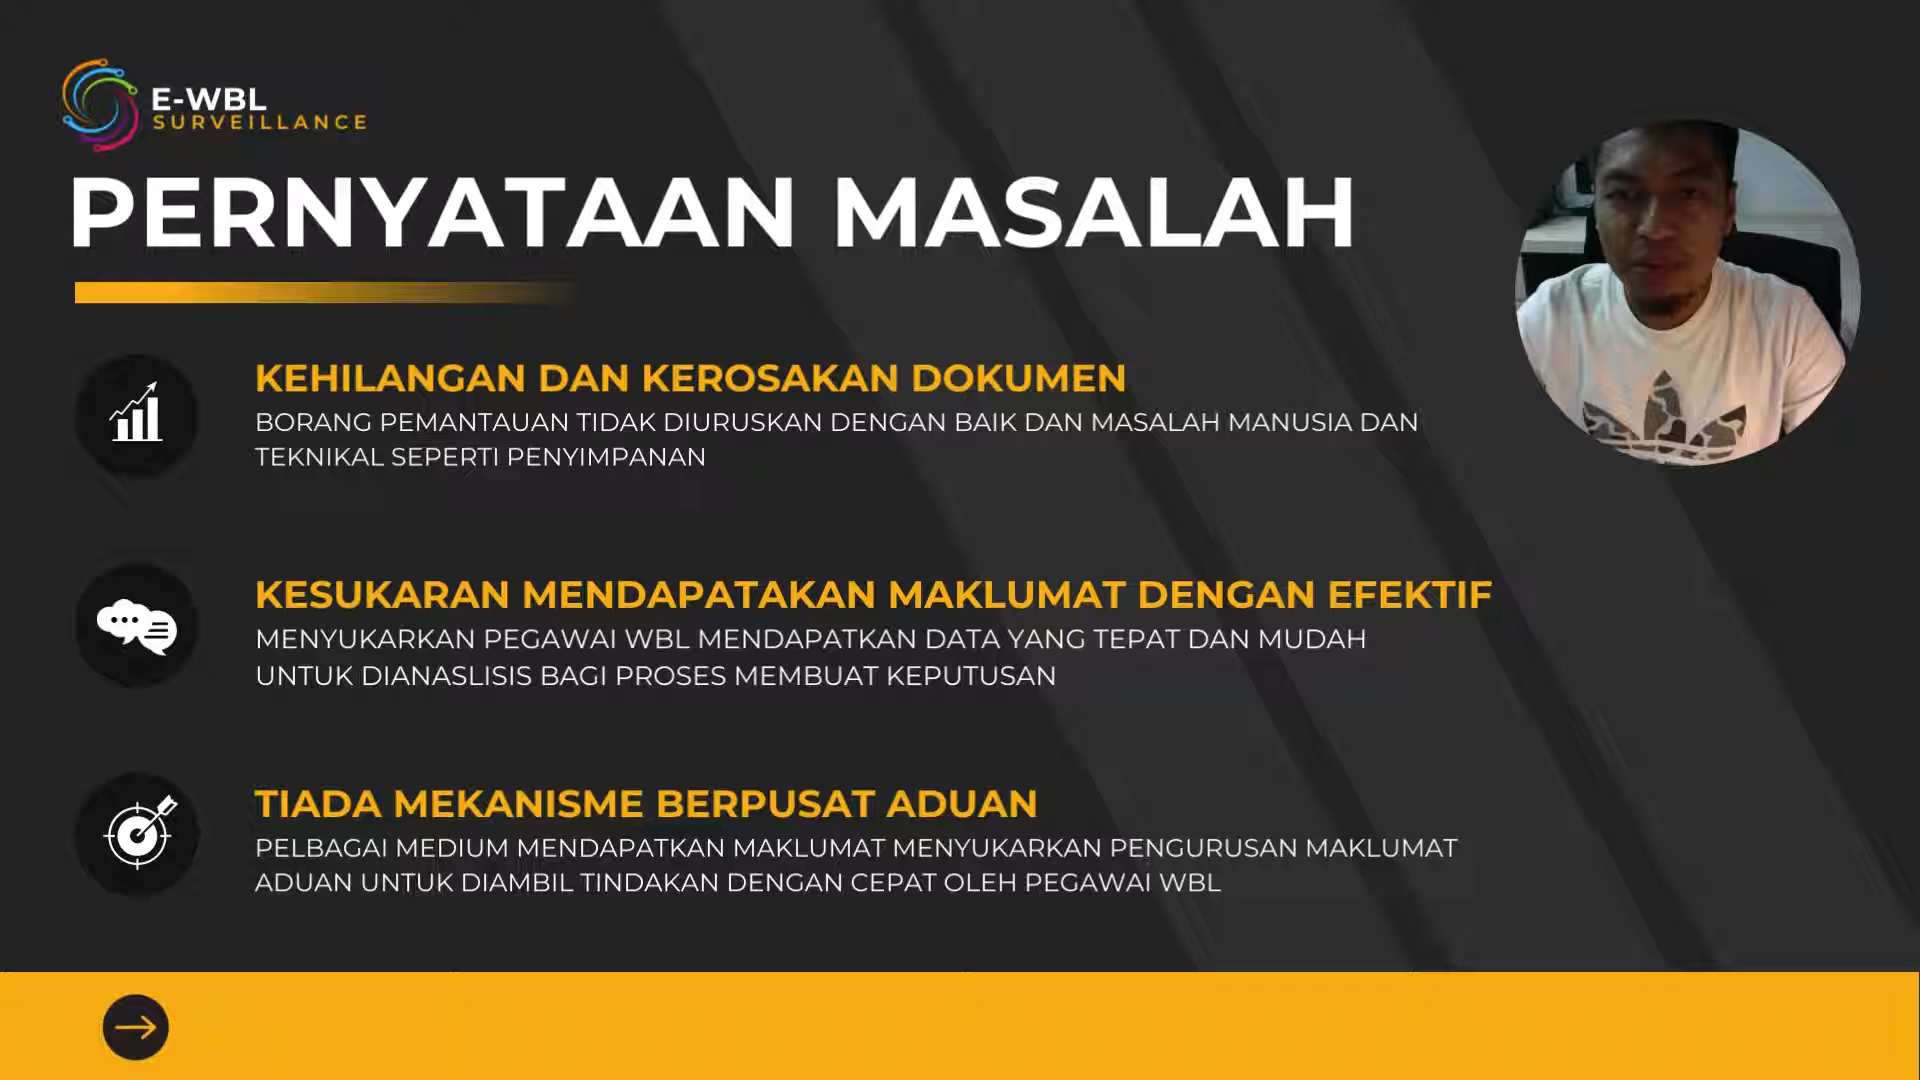 E-WBL
SURVEILLANCE
PERNYATAAN MASALAH
KEHILANGAN DAN KEROSAKAN DOKUMEN
BORANG PEMANTAUAN TIDAK DIURUSKAN DENGAN BAIK DAN MASALAH MANUSIA DAN
TEKNIKAL SEPERTI PENYIMPANAN
KESUKARAN MENDAPATAKAN MAKLUMAT DENGAN EFEKTIF
MENYUKARKAN PEGAWAI WBL MENDAPATKAN DATA YANG TEPAT DAN MUDAH
UNTUK DIANASLISIS BAGI PROSES MEMBUAT KEPUTUSAN
TIADA MEKANISME BERPUSAT ADUAN
PELBAGAI MEDIUM MENDAPATKAN MAKLUMAT MENYUKARKAN PENGURUSAN MAKLUMAT
ADUAN UNTUK DIAMBIL TINDAKAN DENGAN CEPAT OLEH PEGAWAI WBL